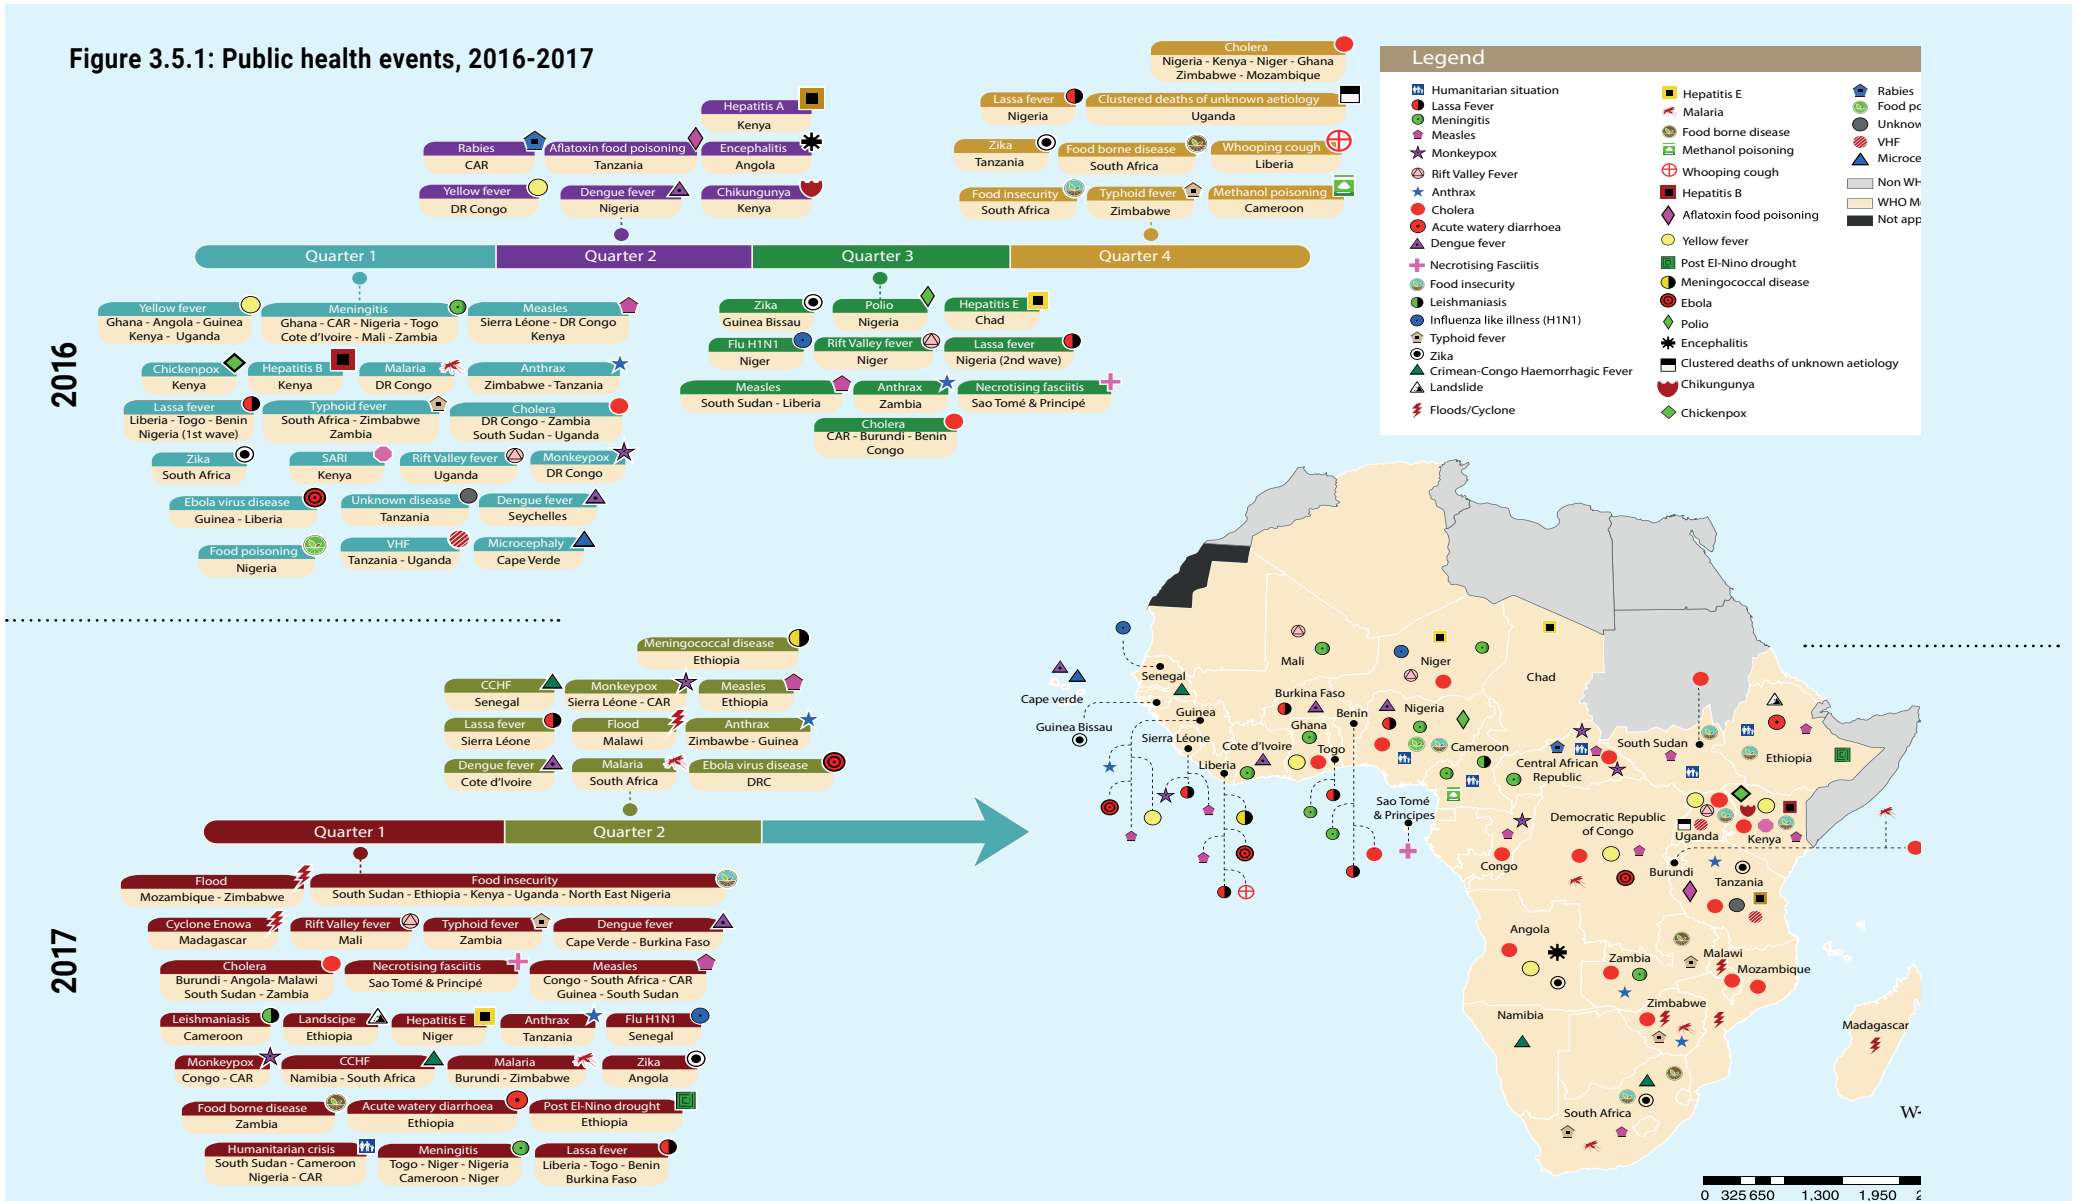 Figure 3.5.1: Public health events, 2016-2017
2016
Hepatitis A
Kenya
Rabies
CAR
Aflatoxin food poisoning
Tanzania
Encephalitis
Angola
Yellow fever
DR Congo
Dengue fever
Nigeria
Chikungunya
Kenya
Cholera
Nigeria - Kenya - Niger - Ghana
Zimbabwe - Mozambique
Lassa fever
Nigeria
Clustered deaths of unknown aetiology
Uganda
Zika
Tanzania
Food borne disease
South Africa
Whooping cough
Liberia
Food insecurity
South Africa
Typhoid fever
Zimbabwe
Methanol poisoning
Cameroon
Quarter 1
Quarter 2
Quarter 3
Quarter 4
Yellow fever
Ghana - Angola - Guinea
Kenya - Uganda
Meningitis
Ghana - CAR - Nigeria - Togo
Cote d'Ivoire - Mali - Zambia
Measles
Sierra Léone - DR Congo
Kenya
Chickenpox
Kenya
Hepatitis B
Kenya
Malaria
DR Congo
Anthrax
Zimbabwe - Tanzania
Lassa fever
Liberia - Togo - Benin
Nigeria (1st wave)
Typhoid fever
South Africa - Zimbabwe
Zambia
Cholera
DR Congo - Zambia
South Sudan - Uganda
Zika
South Africa
SARI
Kenya
Rift Valley fever
Uganda
Monkeypox
DR Congo
Ebola virus disease
Guinea - Liberia
Unknown disease
Tanzania
Dengue fever
Seychelles
Food poisoning
Nigeria
VHF
Tanzania - Uganda
Microcephaly
Cape Verde
Zika
Guinea Bissau
Polio
Nigeria
Hepatitis E
Chad
Flu H1N1
Niger
Rift Valley fever
Niger
Lassa fever
Nigeria (2nd wave)
Measles
South Sudan - Liberia
Anthrax
Zambia
Necrotising fasciitis
Sao Tomé & Principé
Cholera
CAR - Burundi - Benin
Congo
Legend
Humanitarian situation
Lassa Fever
Meningitis
Measles
Monkeypox
Rift Valley Fever
Anthrax
Cholera
Acute watery diarrhoea
Dengue fever
Necrotising Fasciitis
Food insecurity
Leishmaniasis
Influenza like illness (H1N1)
Typhoid fever
Zika
Crimean-Congo Haemorrhagic Fever
Landslide
Floods/Cyclone
Hepatitis E
Malaria
Food borne disease
Methanol poisoning
Whooping cough
Hepatitis B
Aflatoxin food poisoning
Yellow fever
Post El-Nino drought
Meningococcal disease
Ebola
Polio
Encephalitis
Clustered deaths of unknown aetiology
Chikungunya
Chickenpox
Rabies
Food po
Unknow
VHF
Microce
Non WH
WHO M
Not app
2017
Meningococcal disease
Ethiopia
CCHF
Senegal
Monkeypox
Sierra Léone - CAR
Measles
Ethiopia
Lassa fever
Sierra Léone
Flood
Malawi
Anthrax
Zimbawbe - Guinea
Dengue fever
Cote d'Ivoire
Malaria
South Africa
Ebola virus disease
DRC
Quarter 1
Quarter 2
Flood
Mozambique - Zimbabwe
Food insecurity
South Sudan - Ethiopia - Kenya - Uganda - North East Nigeria
Cyclone Enowa
Madagascar
Rift Valley fever
Mali
Typhoid fever
Zambia
Dengue fever
Cape Verde - Burkina Faso
Cholera
Burundi - Angola- Malawi
South Sudan - Zambia
Necrotising fasciitis
Sao Tomé & Principé
Measles
Congo - South Africa - CAR
Guinea - South Sudan
Leishmaniasis
Cameroon
Landscipe
Ethiopia
Hepatitis E
Niger
Anthrax
Tanzania
Flu H1N1
Senegal
Monkeypox
Congo - CAR
CCHF
Namibia - South Africa
Malaria
Burundi - Zimbabwe
Zika
Angola
Food borne disease
Zambia
Acute watery diarrhoea
Ethiopia
Post El-Nino drought
Ethiopia
Humanitarian crisis
South Sudan - Cameroon
Nigeria - CAR
Meningitis
Togo - Niger - Nigeria
Cameroon - Niger
Lassa fever
Liberia - Togo - Benin
Burkina Faso
Mali
Niger
Chad
Senegal
Cape verde
Burkina Faso
Guinea
Benin
Nigeria
Guinea Bissau
Ghana
Sierra Léone
Cote d'Ivoire
Togo
Cameroon
South Sudan
Liberia
Central African
Republic
Ethiopia
Sao Tomé
& Principes
Democratic Republic
of Congo
Uganda
Kenya
Congo
Burundi
Tanzania
Angola
Zambia
Malawi
Mozambique
Zimbabwe
Namibia
Madagascar
South Africa
W-
0 325 650 1,300 1,950 2